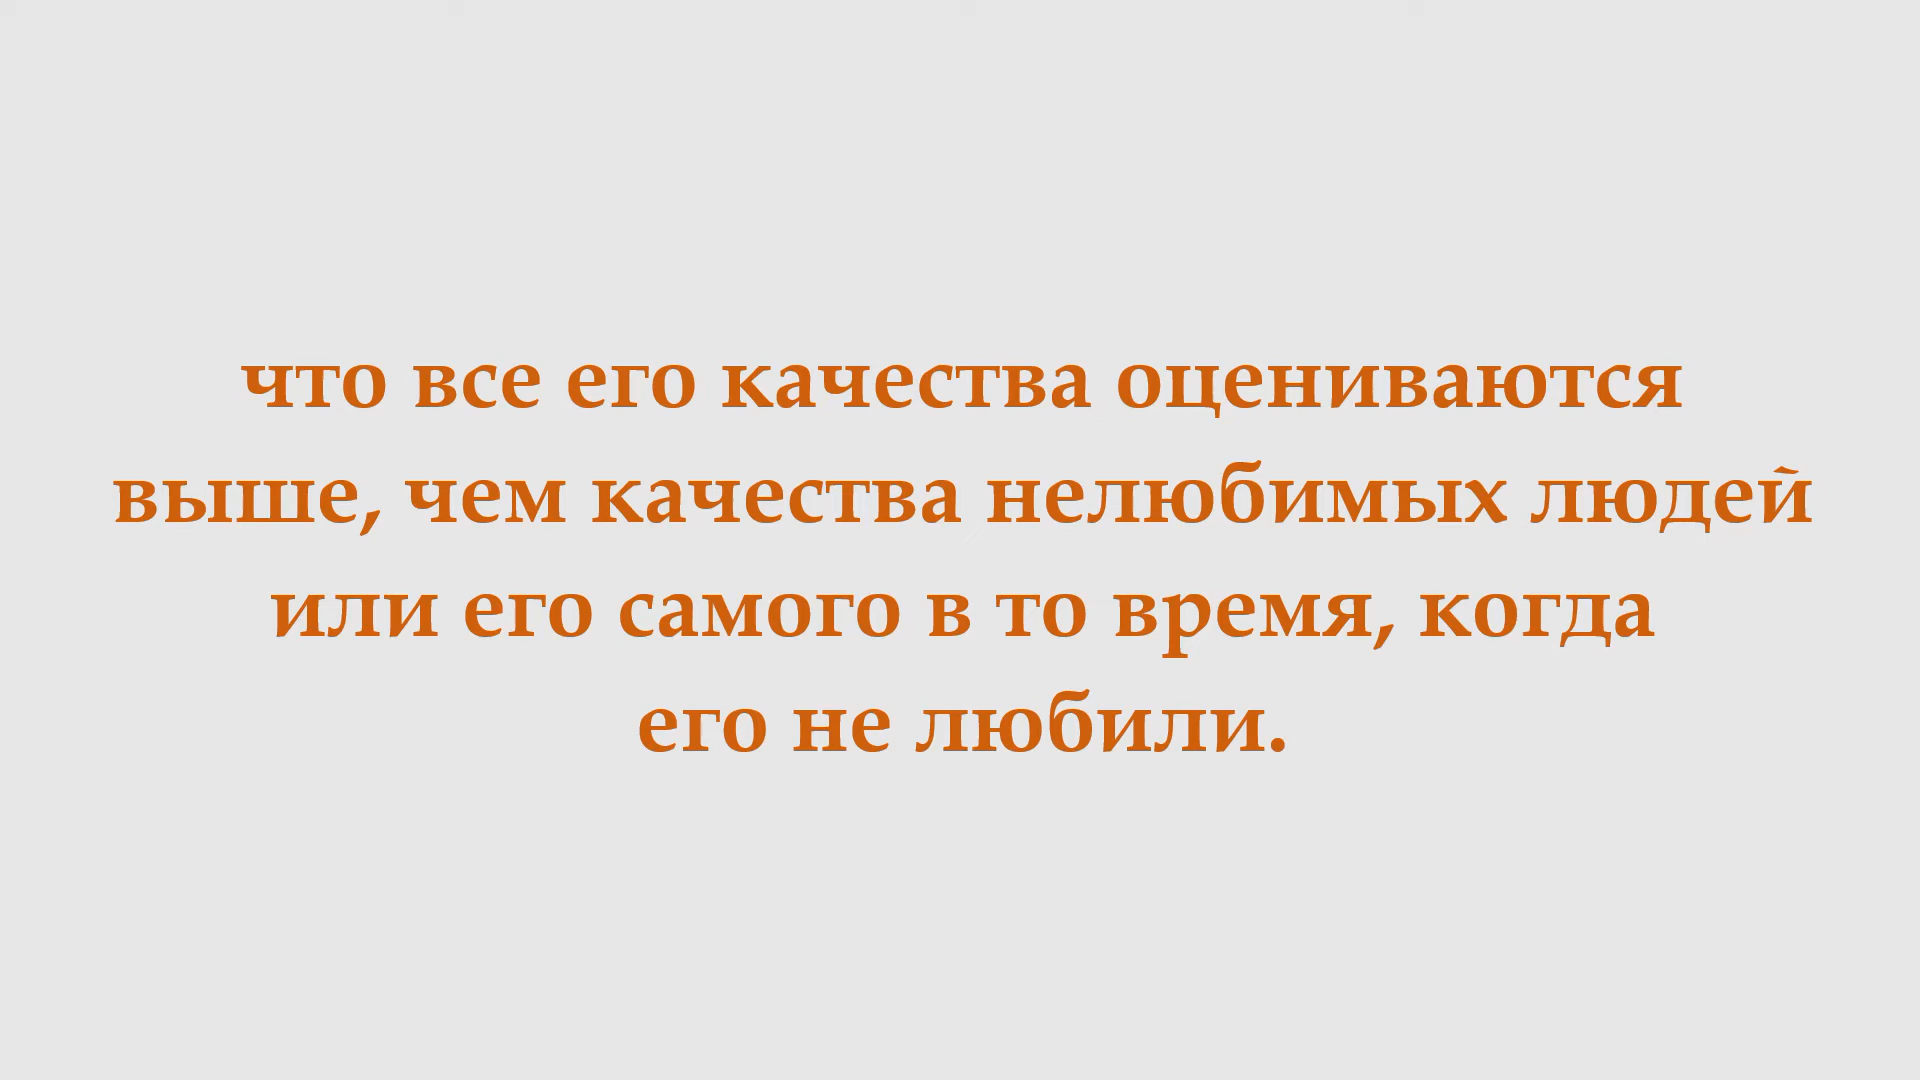 что все его качества оцениваются
выше, чем качества нелюбимых людей
или его самого в то время, когда
его не любили.